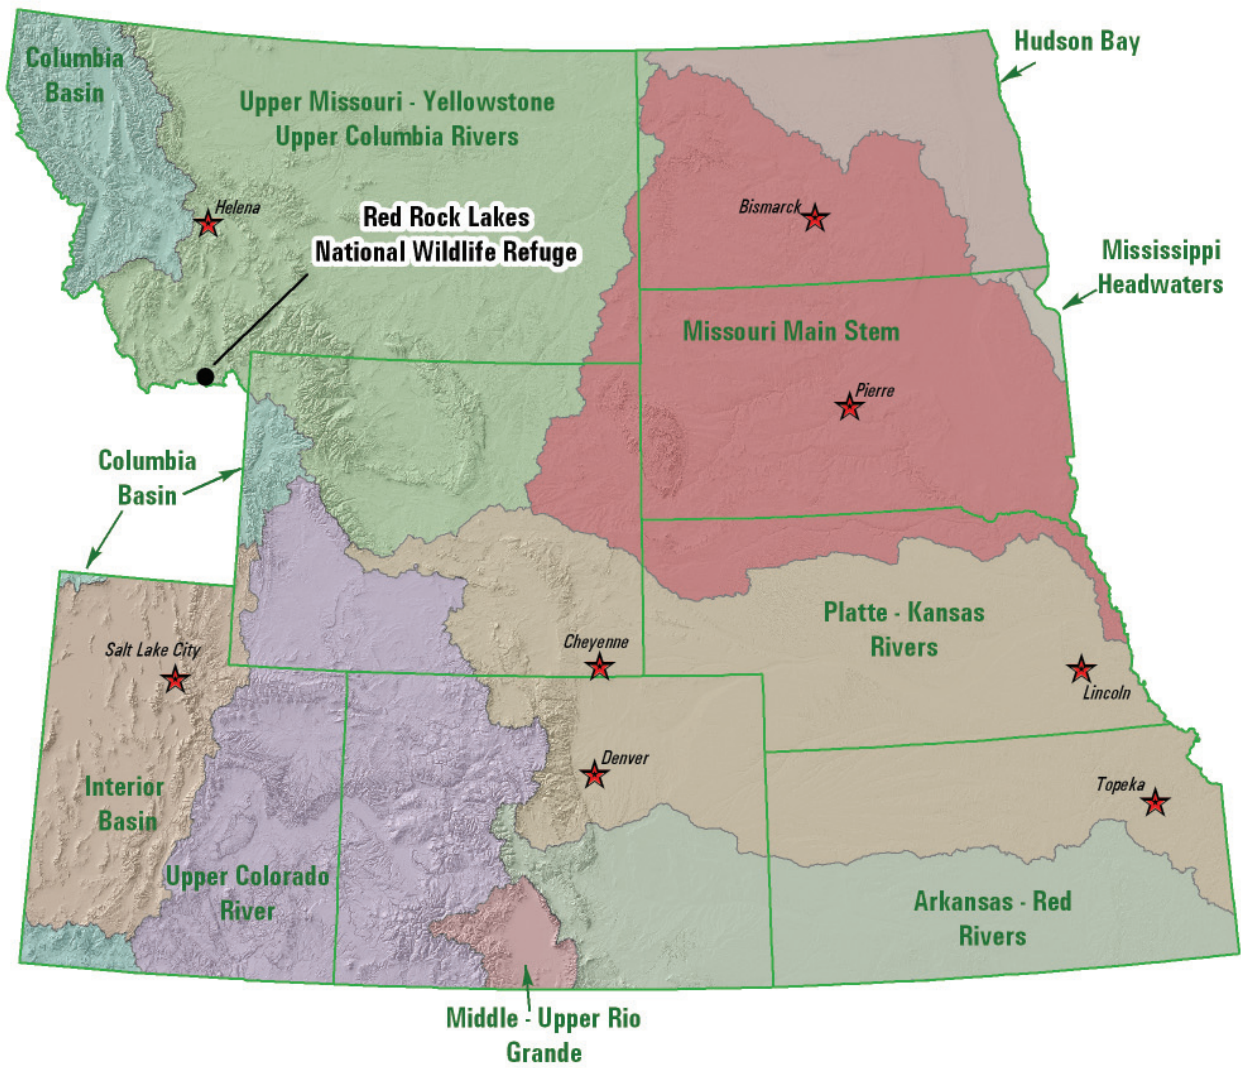 Columbia
Basin
Hudson Bay
Upper Missouri - Yellowstone
Upper Columbia Rivers
Helena
Red Rock Lakes
National Wildlife Refuge
Bismarck
Mississippi
Headwaters
Missouri Main Stem
Pierre
Columbia
Basin
Salt Lake City
Cheyenne
Platte - Kansas
Rivers
Lincoln
Denver
Topeka
Interior
Basin
Upper Colorado
River
Arkansas - Red
Rivers
Middle - Upper Rio
Grande